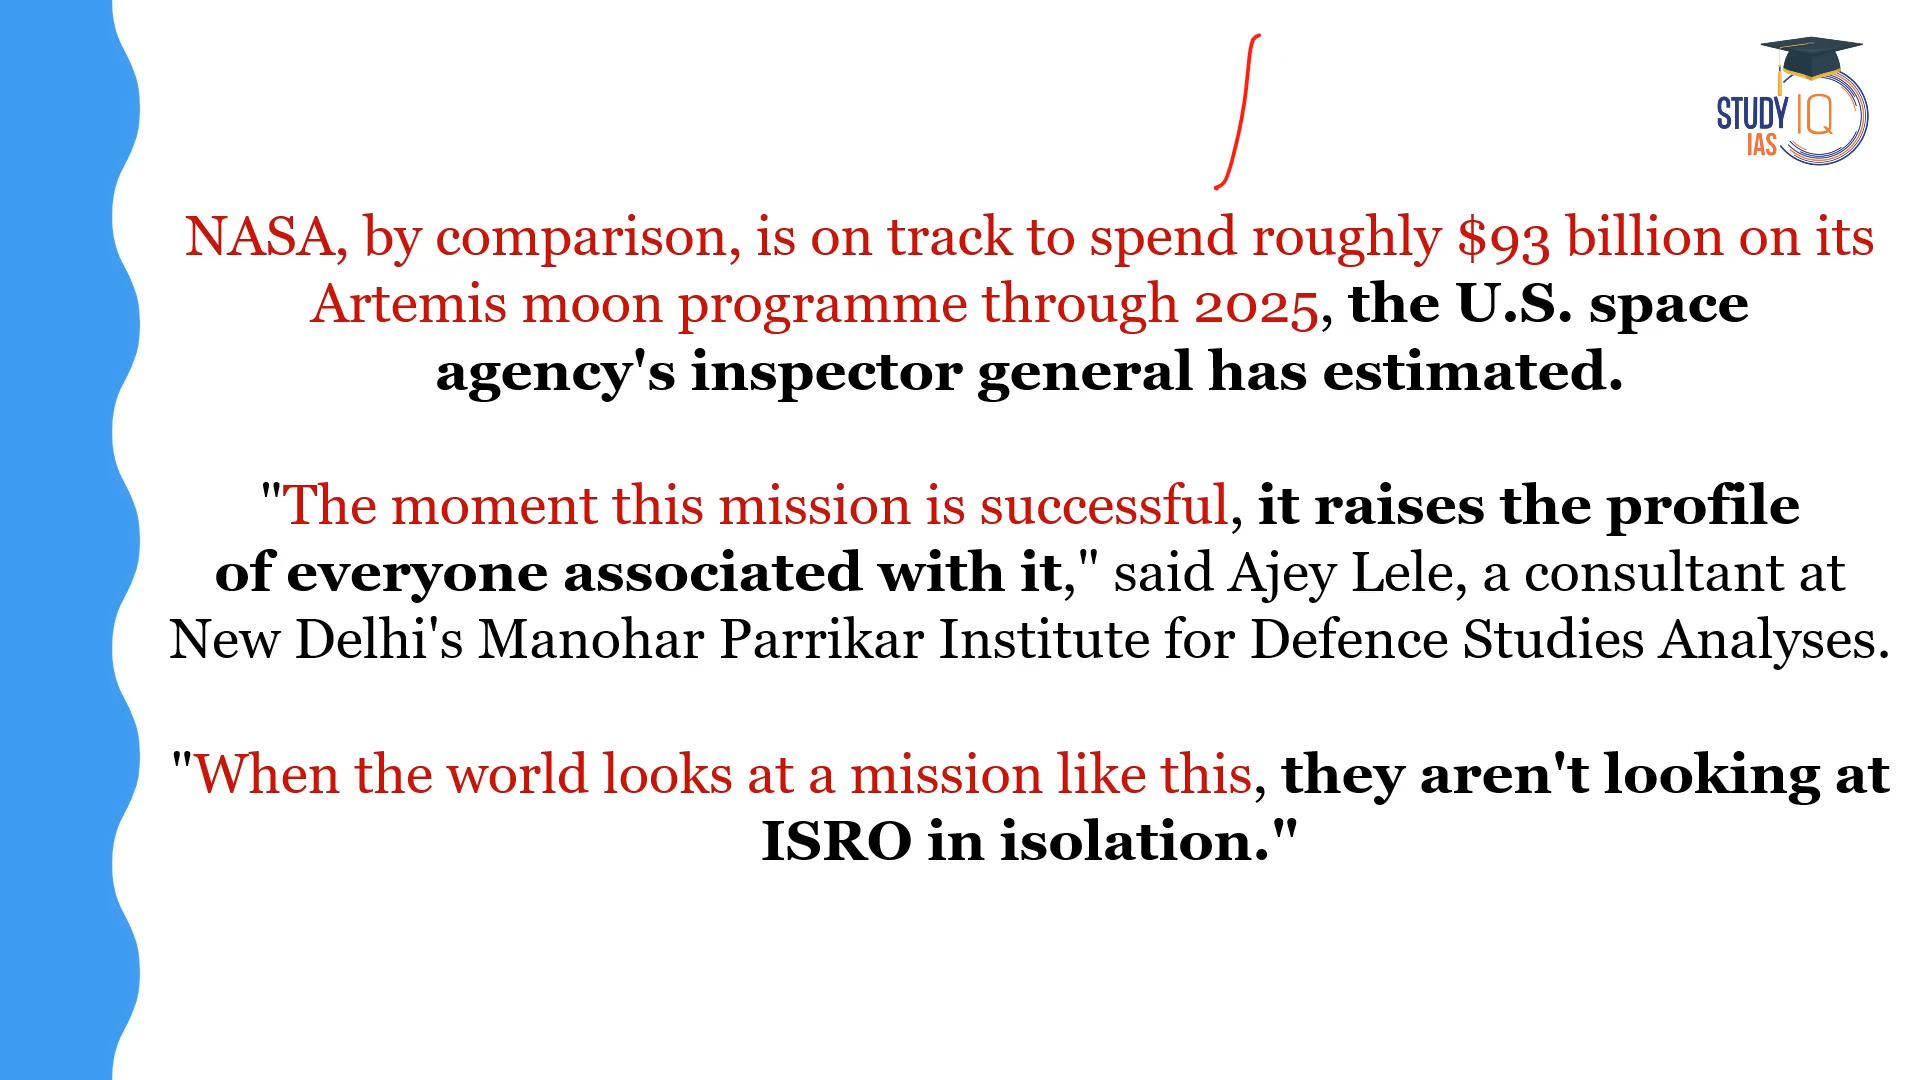 STUDY IQ
IAS
NASA, by comparison, is on track to spend roughly $93 billion on its
Artemis moon programme through 2025, the U.S. space
agency's inspector general has estimated.
"The moment this mission is successful, it raises the profile
of everyone associated with it," said Ajey Lele, a consultant at
New Delhi's Manohar Parrikar Institute for Defence Studies Analyses.
"When the world looks at a mission like this, they aren't looking at
ISRO in isolation."